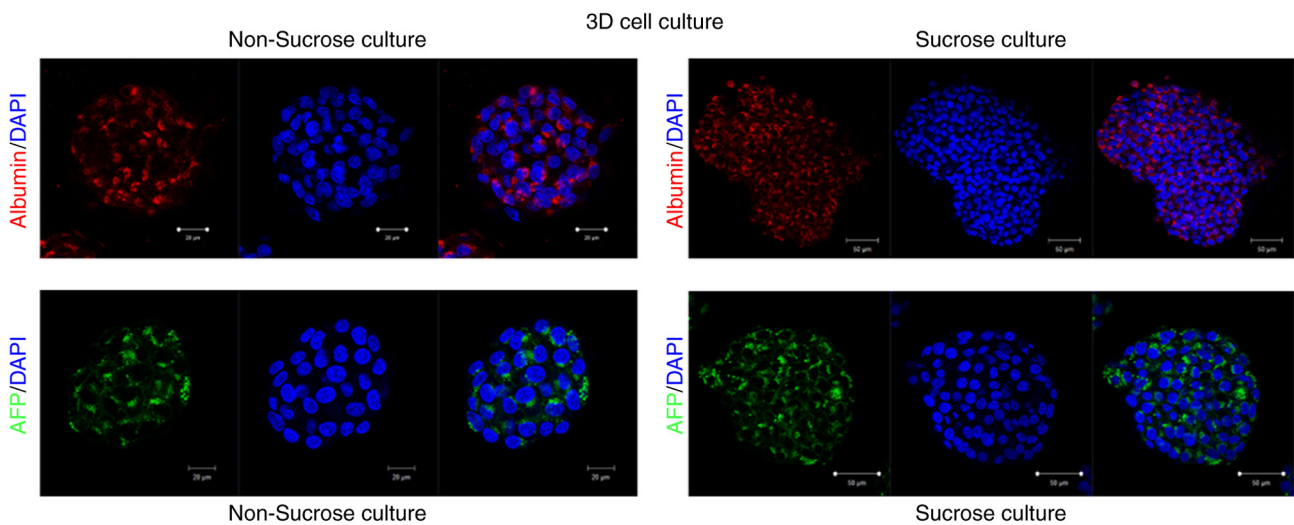 3D cell culture
Non-Sucrose culture
Sucrose culture
Albumin/DAPI
20 µm
20 µm
20 µm
Albumin/DAPI
50 µm
50 µm
50 µm
AFP/DAPI
20 µm
20 µm
20 µm
AFP/DAPI
50 µm
50 µm
50 µm
Non-Sucrose culture
Sucrose culture